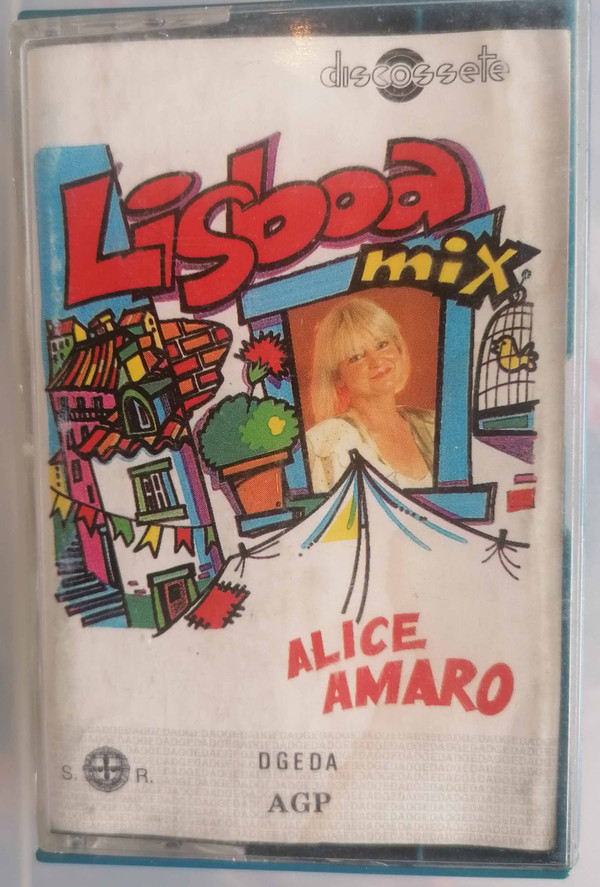 discossete
Lisboa
mix
ALICE
AMARO
S. R.
DGEDA
AGP